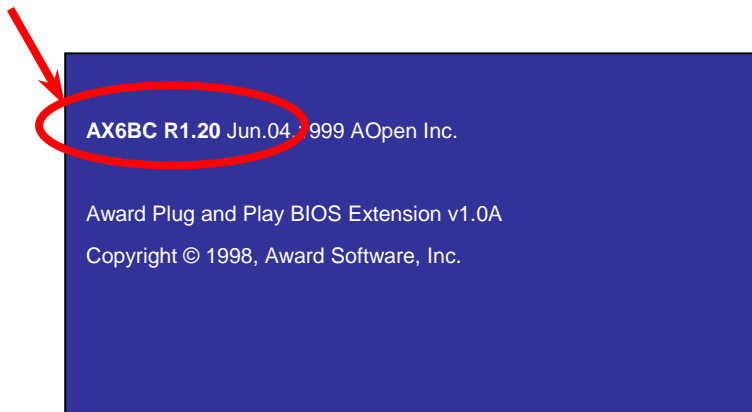 AX6BC R1.20 Jun.04.1999 AOpen Inc.
Award Plug and Play BIOS Extension v1.0A
Copyright © 1998, Award Software, Inc.